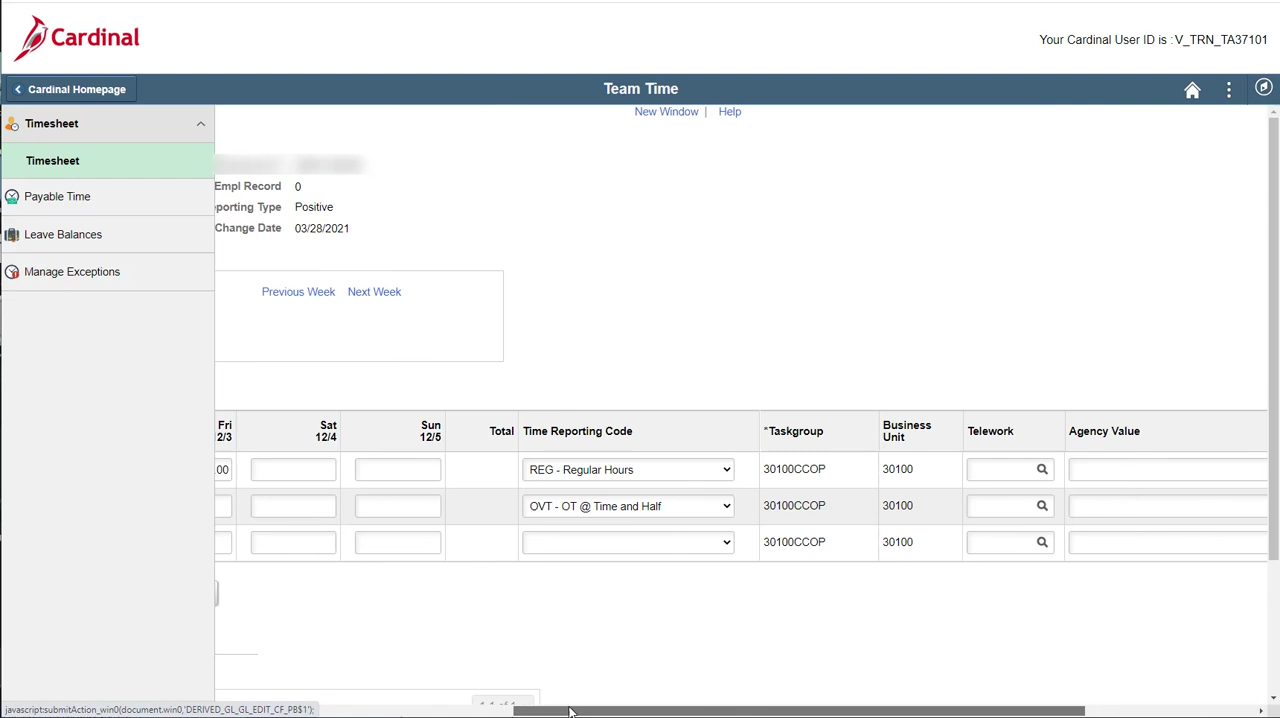 Cardinal
Your Cardinal User ID is : V_TRN_TA37101
Cardinal Homepage
Team Time
New Window | Help
Timesheet
Timesheet
Payable Time
Leave Balances
Manage Exceptions
Empl Record 0
porting Type Positive
Change Date 03/28/2021
Previous Week Next Week
Fri 2/3 Sat 12/4 Sun 12/5 Total Time Reporting Code *Taskgroup Business Unit Telework Agency Value
00 REG - Regular Hours 30100CCOP 30100
OVT - OT @ Time and Half 30100CCOP 30100
30100CCOP 30100
javascript:submitAction_win0(document.win0,'DERIVED_GL_GL_EDIT_CF_PB$1');